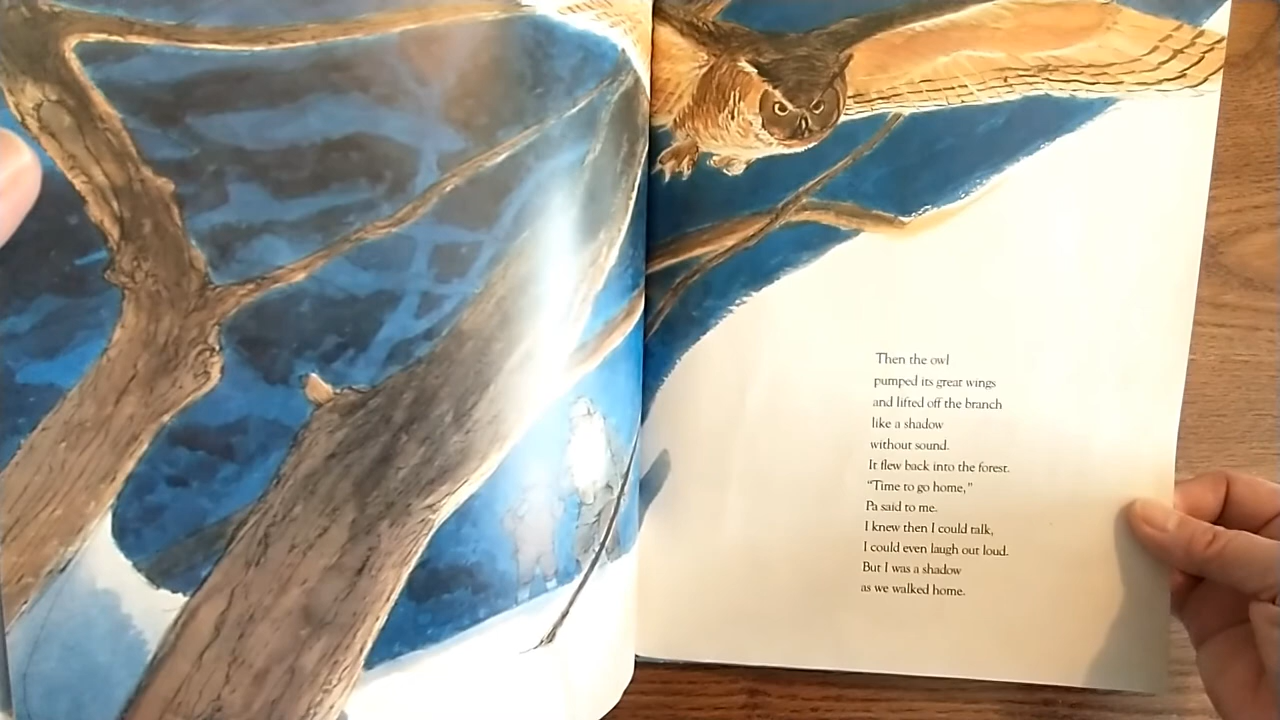 Then the owl
pumped its great wings
and lifted off the branch
like a shadow
without sound.
It flew back into the forest.
“Time to go home,”
Pa said to me.
I knew then I could talk,
I could even laugh out loud.
But I was a shadow
as we walked home.